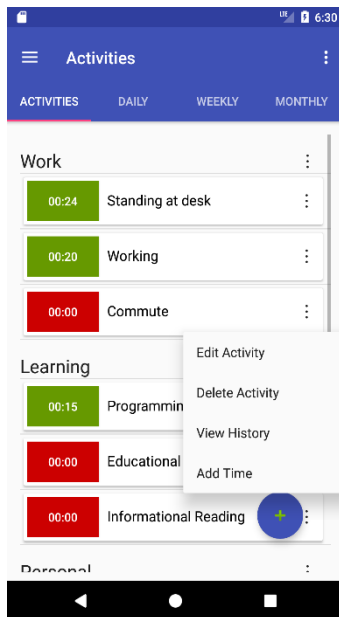 LTE 6:30
Activities
ACTIVITIES DAILY WEEKLY MONTHLY
Work
00:24 Standing at desk
00:20 Working
00:00 Commute
Edit Activity
Learning
Delete Activity
00:15 Programmin
View History
00:00 Educational
Add Time
00:00 Informational Reading +
Personal